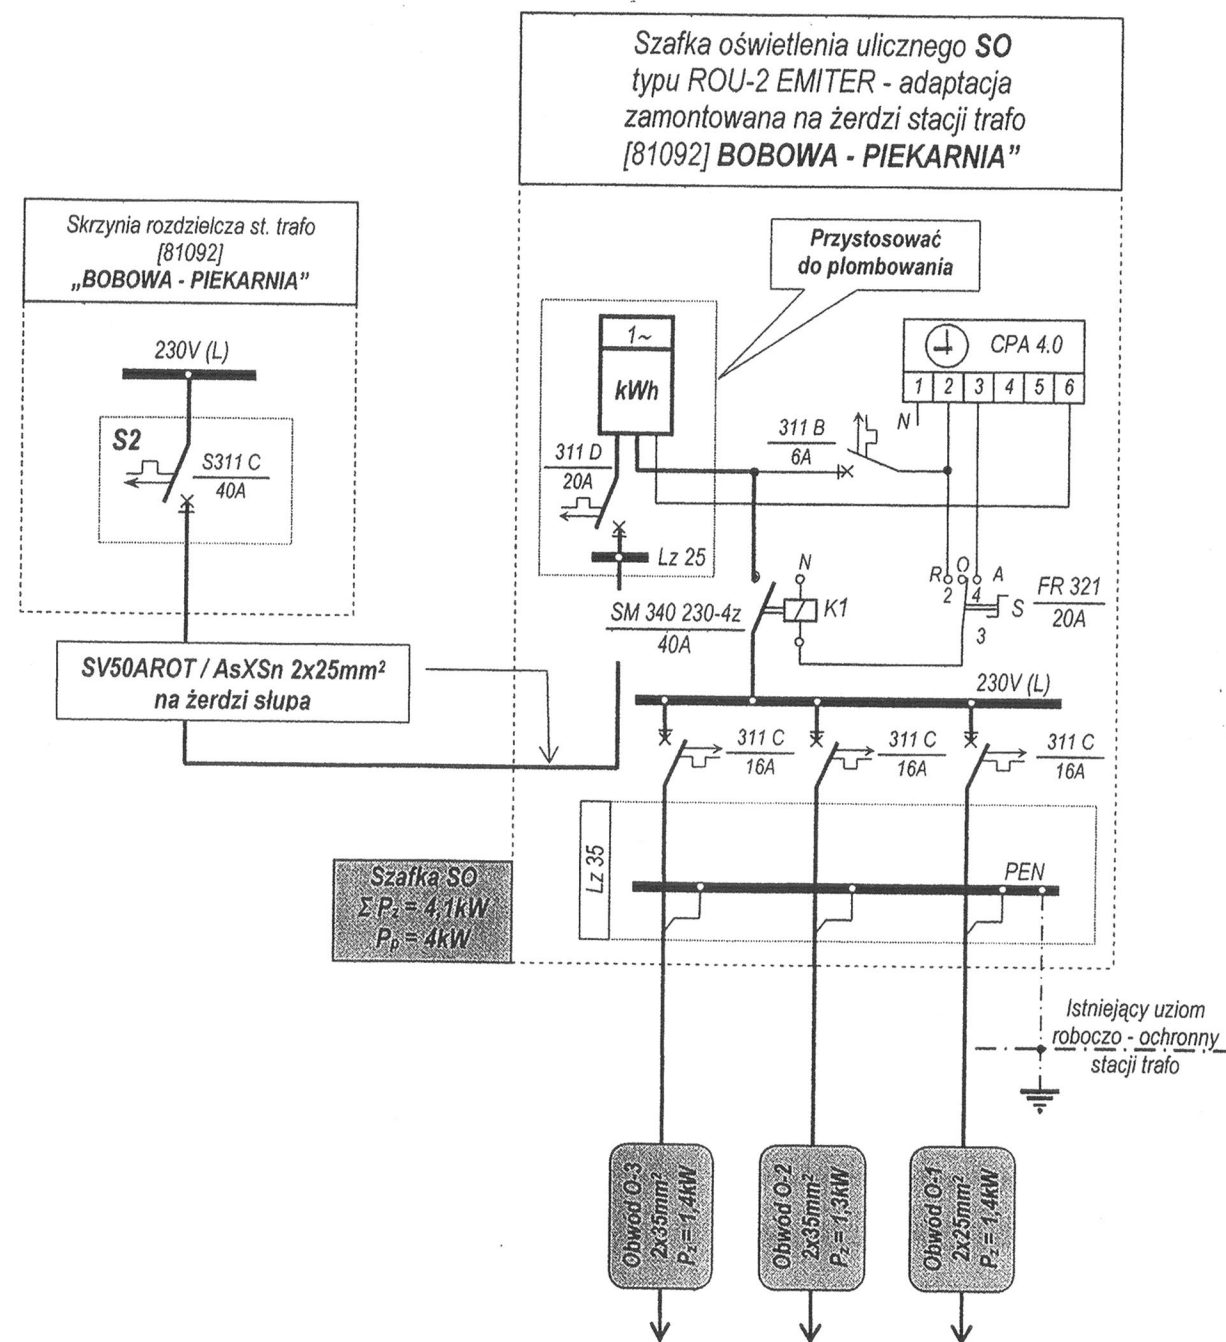 Szafka oświetlenia ulicznego SO
typu ROU-2 EMITER - adaptacja
zamontowana na żerdzi stacji trafo
[81092] BOBOWA - PIEKARNIA”
Skrzynia rozdzielcza st. trafo
[81092]
„BOBOWA - PIEKARNIA”
Przystosować
do plombowania
230V (L)
S2
S311 C
40A
1~
kWh
311 D
20A
Lz 25
311 B
6A
CPA 4.0
1 2 3 4 5 6
N
SM 340 230-4z
40A
N
K1
R O A
2 4
3
S
FR 321
20A
SV50AROT / AsXSn 2x25mm²
na żerdzi słupa
230V (L)
311 C
16A
311 C
16A
311 C
16A
Lz 35
PEN
Szafka SO
Σ Pz = 4,1kW
Pp = 4kW
Istniejący uziom
roboczo - ochronny
stacji trafo
Obwód O-3
2x35mm²
Pz = 1,4kW
Obwód O-2
2x35mm²
Pz = 1,3kW
Obwód O-1
2x25mm²
Pz = 1,4kW